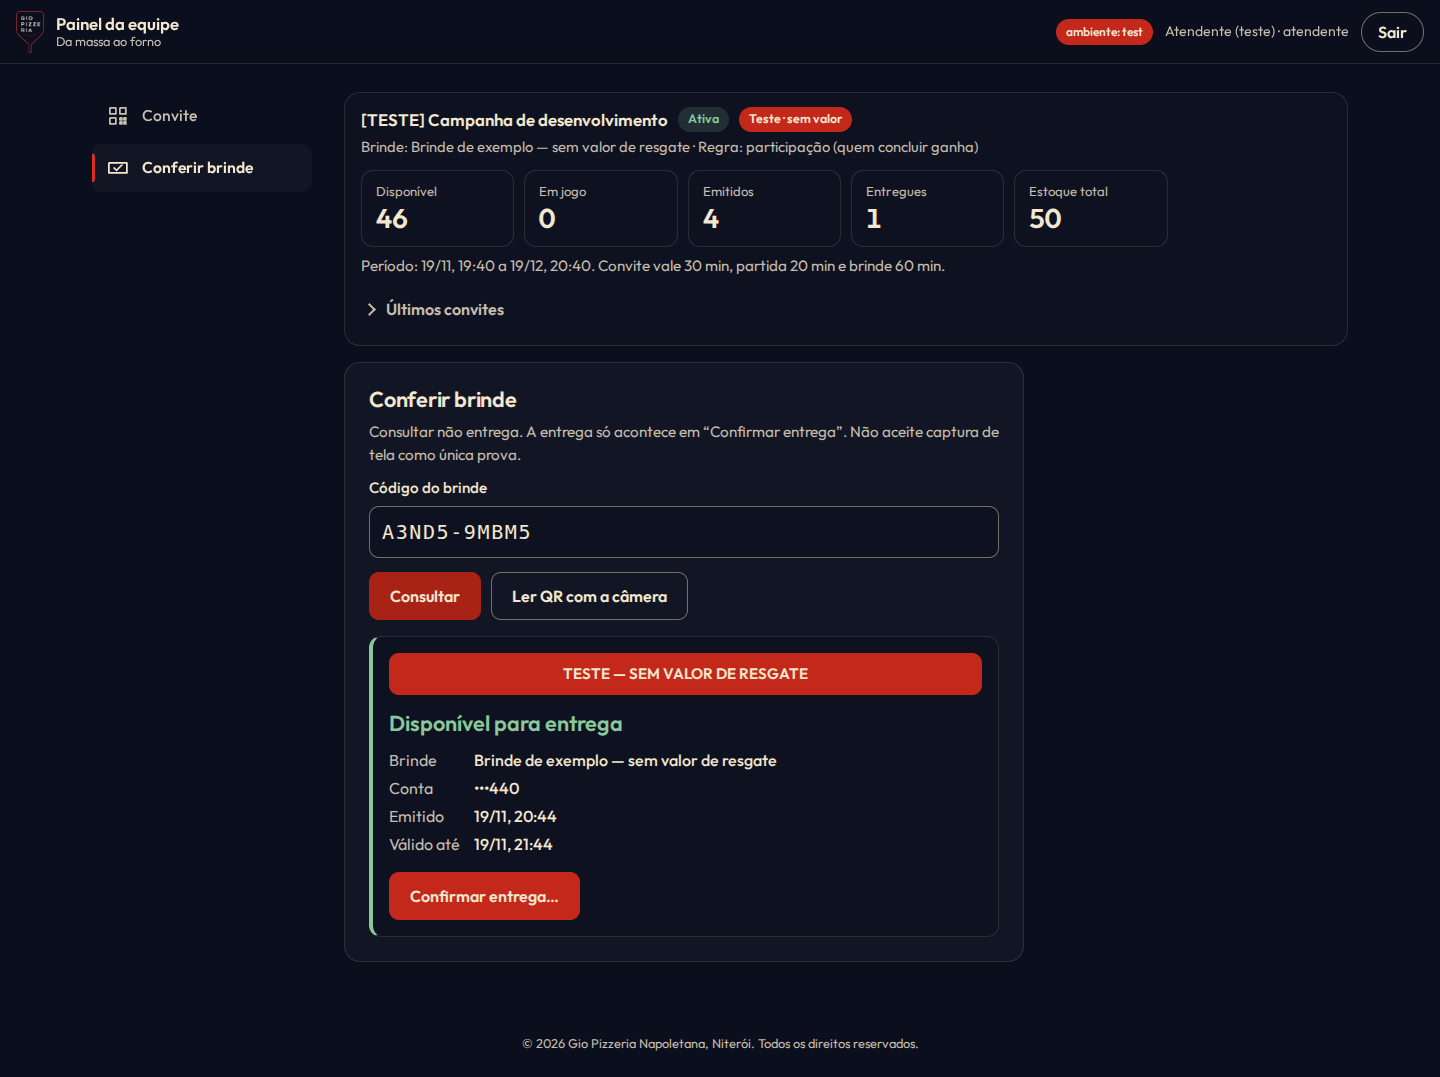 GIO
PIZZE
RIA
Painel da equipe
Da massa ao forno
ambiente: test
Atendente (teste) · atendente
Sair
Convite
Conferir brinde
[TESTE] Campanha de desenvolvimento
Ativa
Teste · sem valor
Brinde: Brinde de exemplo — sem valor de resgate · Regra: participação (quem concluir ganha)
Disponível
46
Em jogo
0
Emitidos
4
Entregues
1
Estoque total
50
Período: 19/11, 19:40 a 19/12, 20:40. Convite vale 30 min, partida 20 min e brinde 60 min.
Últimos convites
Conferir brinde
Consultar não entrega. A entrega só acontece em “Confirmar entrega”. Não aceite captura de
tela como única prova.
Código do brinde
A3ND5-9MBM5
Consultar
Ler QR com a câmera
TESTE — SEM VALOR DE RESGATE
Disponível para entrega
Brinde Brinde de exemplo — sem valor de resgate
Conta •••440
Emitido 19/11, 20:44
Válido até 19/11, 21:44
Confirmar entrega...
© 2026 Gio Pizzeria Napoletana, Niterói. Todos os direitos reservados.